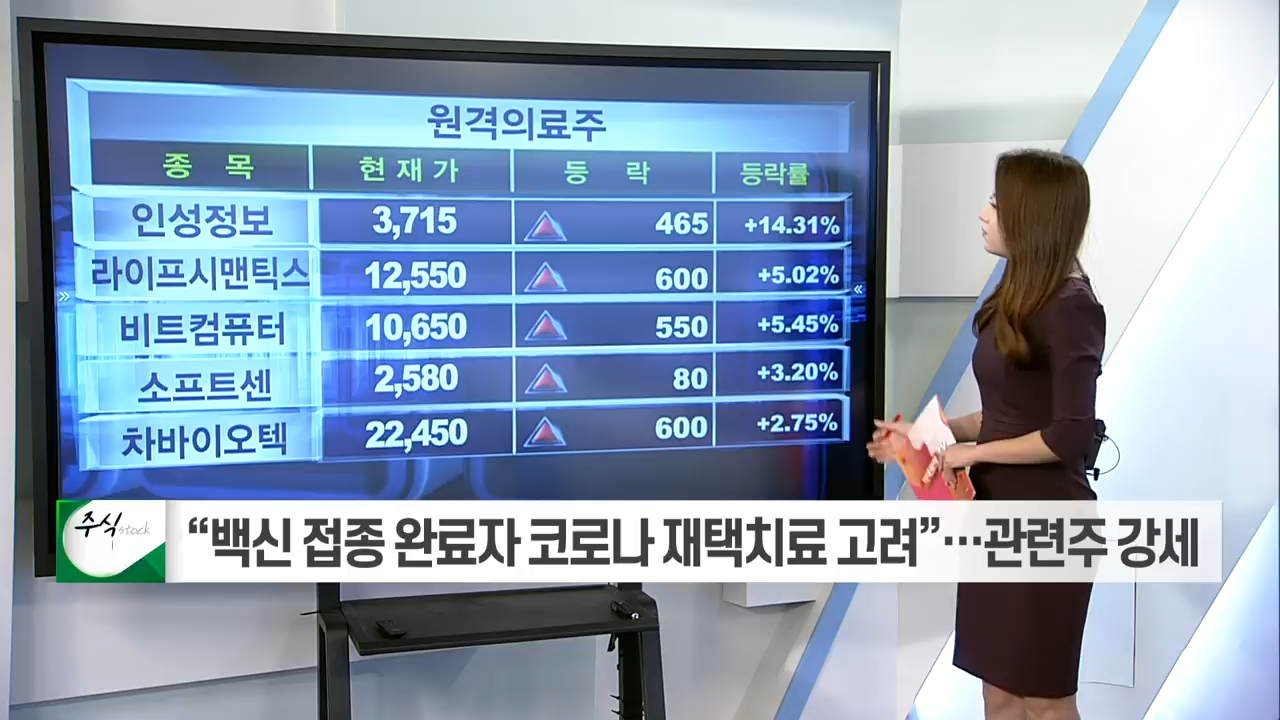 원격의료주
종 목 현 재 가 등 락 등락률
인성정보 3,715 465 +14.31%
라이프시맨틱스 12,550 600 +5.02%
비트컴퓨터 10,650 550 +5.45%
소프트센 2,580 80 +3.20%
차바이오텍 22,450 600 +2.75%
주식 stock
“백신 접종 완료자 코로나 재택치료 고려”…관련주 강세